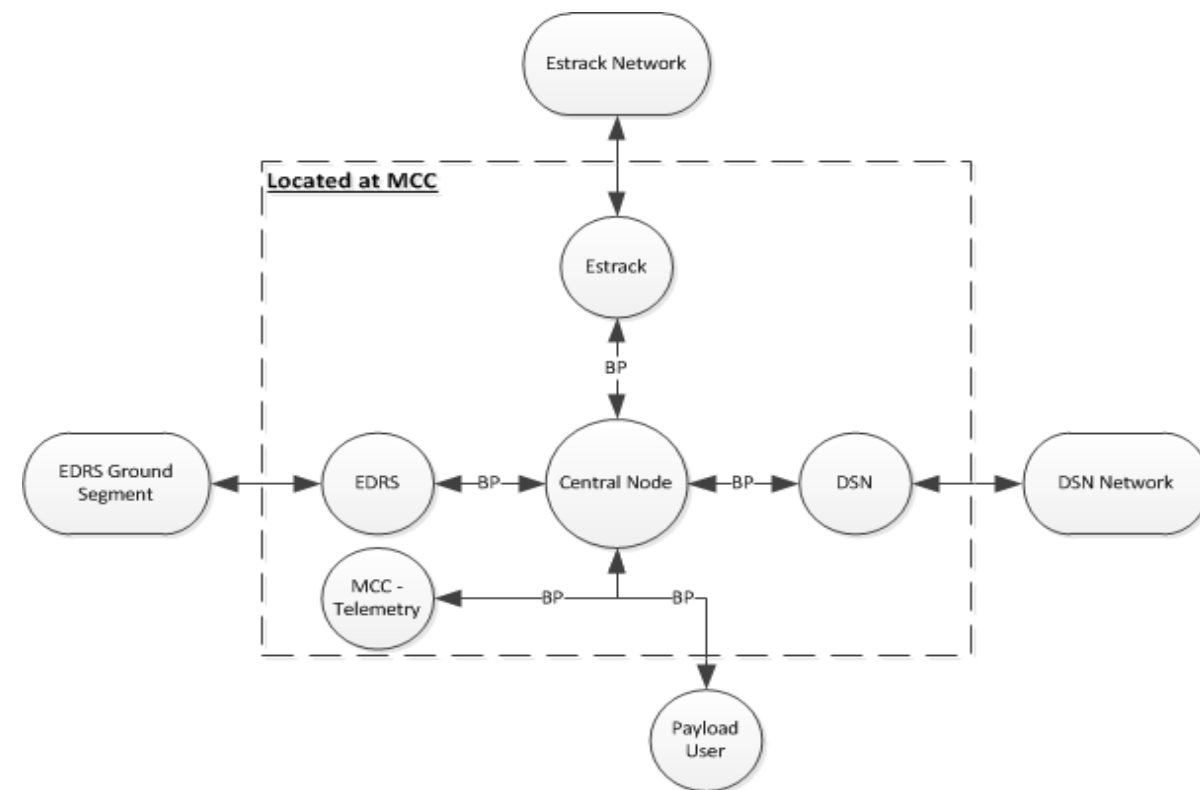 Estrack Network
Located at MCC
Estrack
BP
EDRS Ground
Segment
EDRS
BP
Central Node
BP
DSN
DSN Network
MCC -
Telemetry
BP
BP
Payload
User